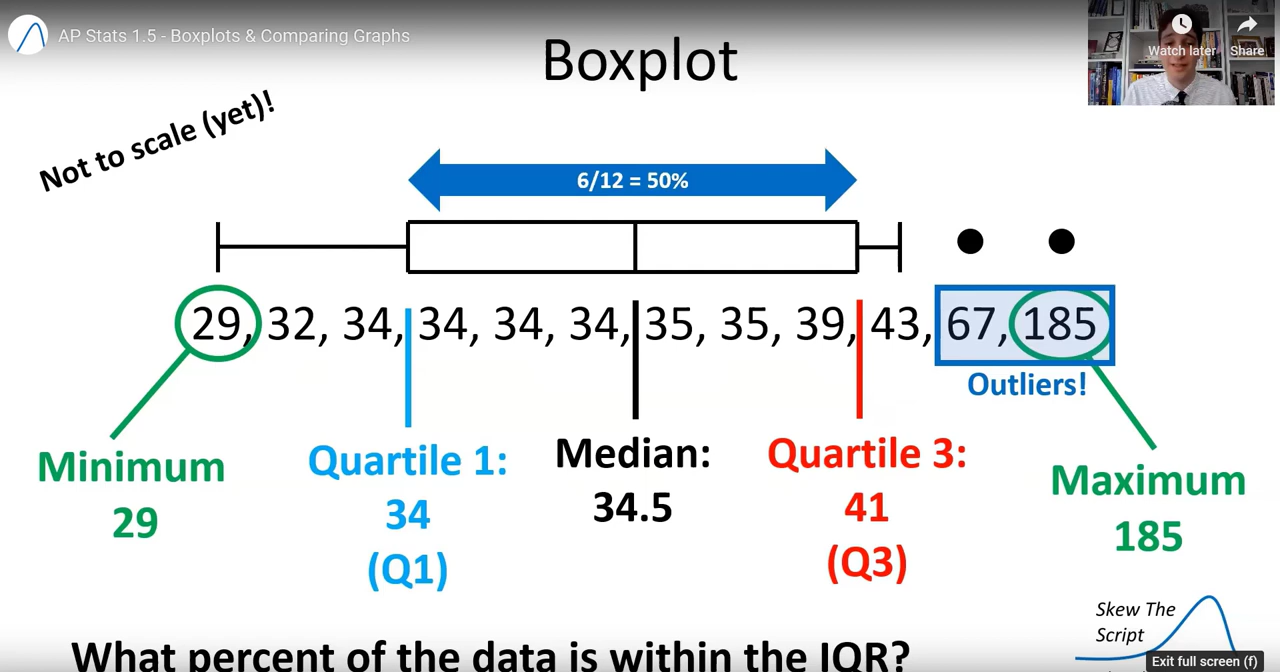 AP Stats 1.5 - Boxplots & Comparing Graphs
Watch later
Share
Boxplot
Not to scale (yet)!
6/12 = 50%
29, 32, 34, 34, 34, 34, 35, 35, 39, 43, 67, 185
Outliers!
Minimum
29
Quartile 1:
34
(Q1)
Median:
34.5
Quartile 3:
41
(Q3)
Maximum
185
Skew The
Script
What percent of the data is within the IQR?
Exit full screen (f)